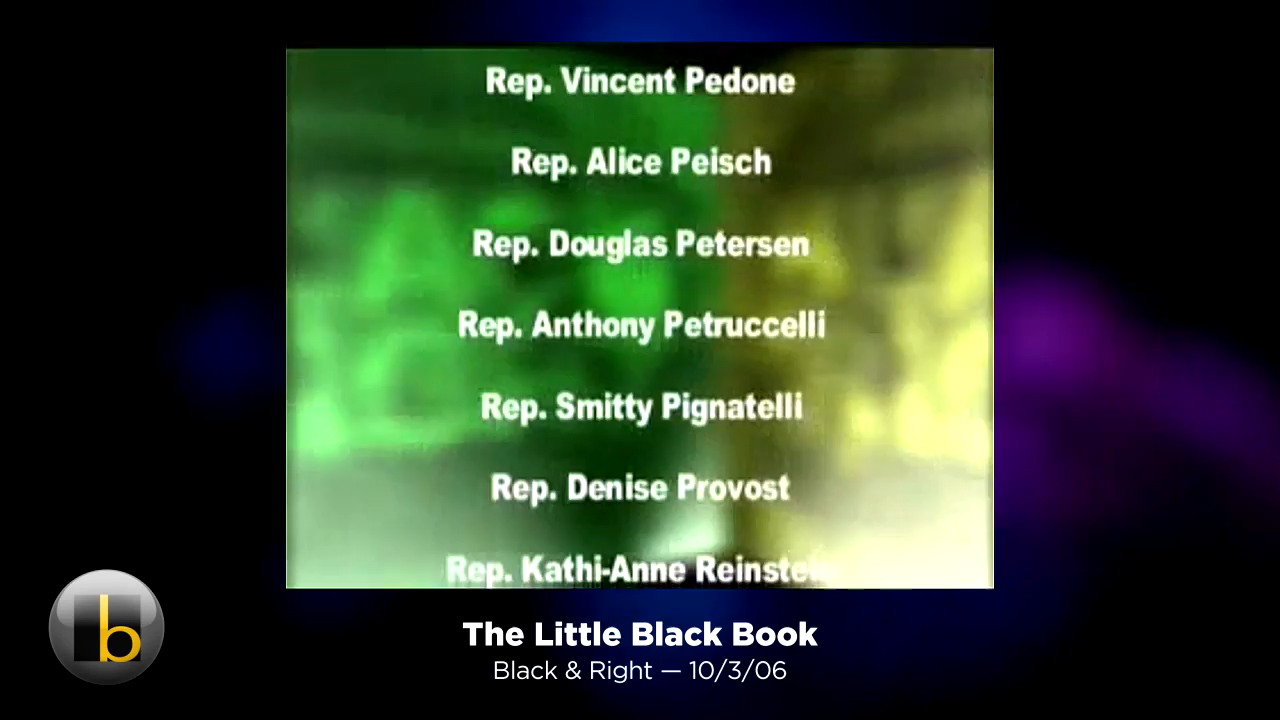 Rep. Vincent Pedone
Rep. Alice Peisch
Rep. Douglas Petersen
Rep. Anthony Petruccelli
Rep. Smitty Pignatelli
Rep. Denise Provost
Rep. Kathi-Anne Reinstein
b
The Little Black Book
Black & Right — 10/3/06